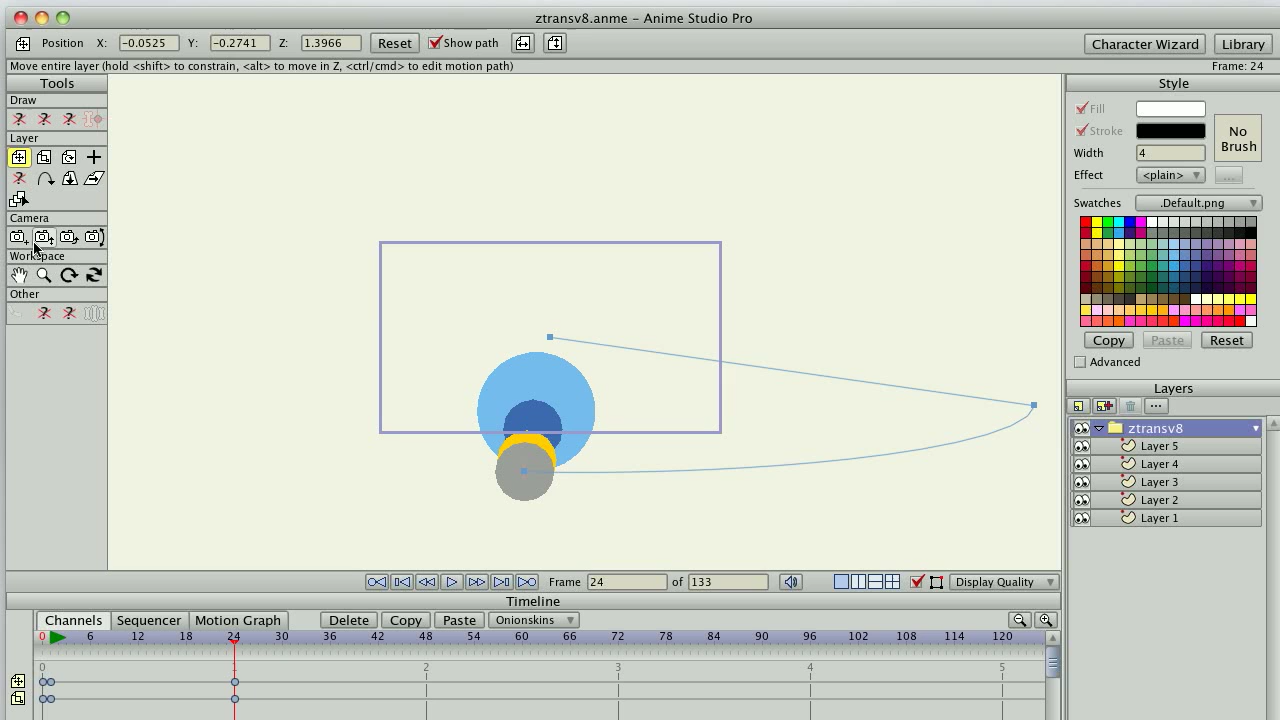 ztransv8.anme - Anime Studio Pro
Position X: -0.0525 Y: -0.2741 Z: 1.3966 Reset Show path Character Wizard Library
Move entire layer (hold <shift> to constrain, <alt> to move in Z, <ctrl/cmd> to edit motion path) Frame: 24
Tools
Draw
Layer
Camera
Workspace
Other
Style
Fill
Stroke
No Brush
Width 4
Effect <plain> ...
Swatches .Default.png
Copy Paste Reset
Advanced
Layers
ztransv8
Layer 5
Layer 4
Layer 3
Layer 2
Layer 1
Frame 24 of 133 Display Quality
Timeline
Channels Sequencer Motion Graph Delete Copy Paste Onionskins
0 6 12 18 24 30 36 42 48 54 60 66 72 78 84 90 96 102 108 114 120
0 1 2 3 4 5